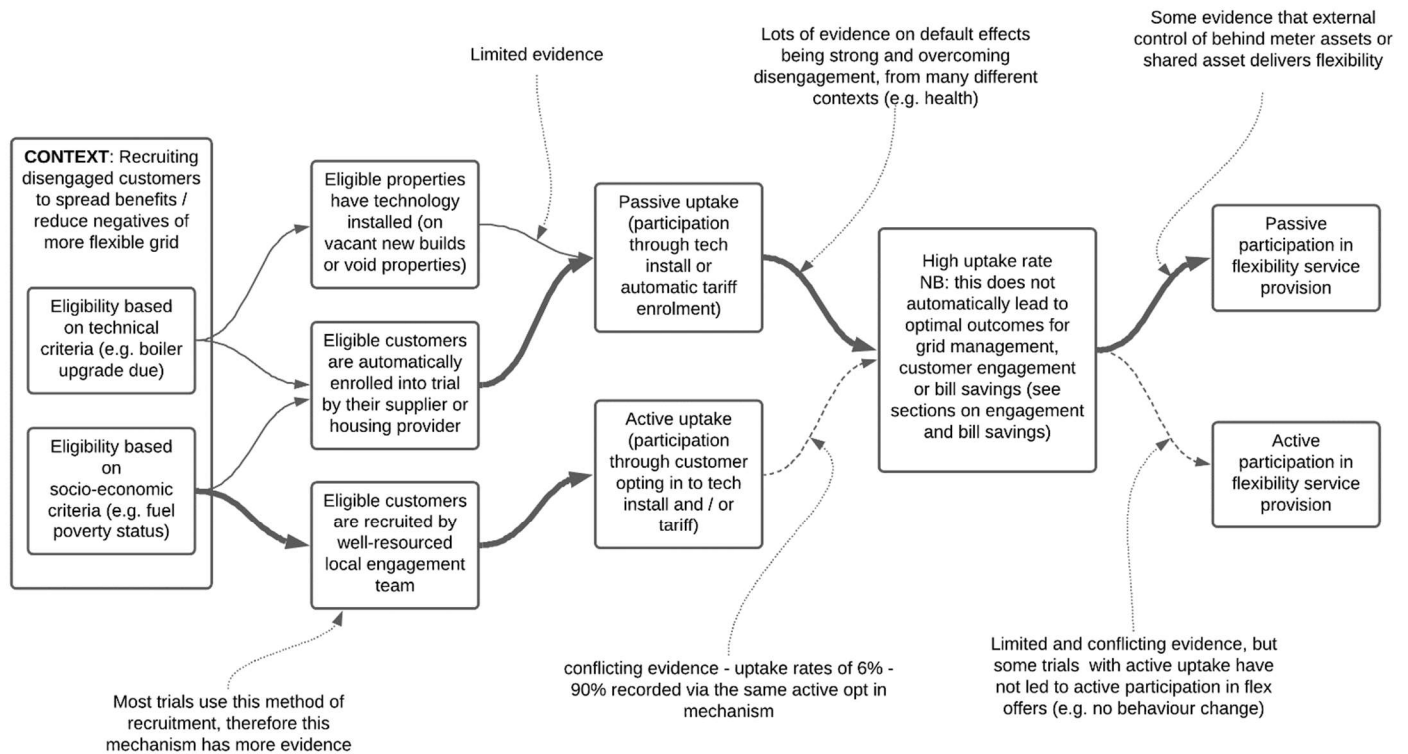 Limited evidence
Lots of evidence on default effects
being strong and overcoming
disengagement, from many different
contexts (e.g. health)
Some evidence that external
control of behind meter assets or
shared asset delivers flexibility
CONTEXT: Recruiting
disengaged customers
to spread benefits /
reduce negatives of
more flexible grid
Eligibility based
on technical
criteria (e.g. boiler
upgrade due)
Eligibility based
on
socio-economic
criteria (e.g. fuel
poverty status)
Eligible properties
have technology
installed (on
vacant new builds
or void properties)
Eligible customers
are automatically
enrolled into trial
by their supplier or
housing provider
Eligible customers
are recruited by
well-resourced
local engagement
team
Passive uptake
(participation
through tech
install or
automatic tariff
enrolment)
Active uptake
(participation
through customer
opting in to tech
install and / or
tariff)
High uptake rate
NB: this does not
automatically lead to
optimal outcomes for
grid management,
customer engagement
or bill savings (see
sections on engagement
and bill savings)
Passive
participation in
flexibility service
provision
Active
participation in
flexibility service
provision
Most trials use this method of
recruitment, therefore this
mechanism has more evidence
conflicting evidence - uptake rates of 6% -
90% recorded via the same active opt in
mechanism
Limited and conflicting evidence, but
some trials with active uptake have
not led to active participation in flex
offers (e.g. no behaviour change)